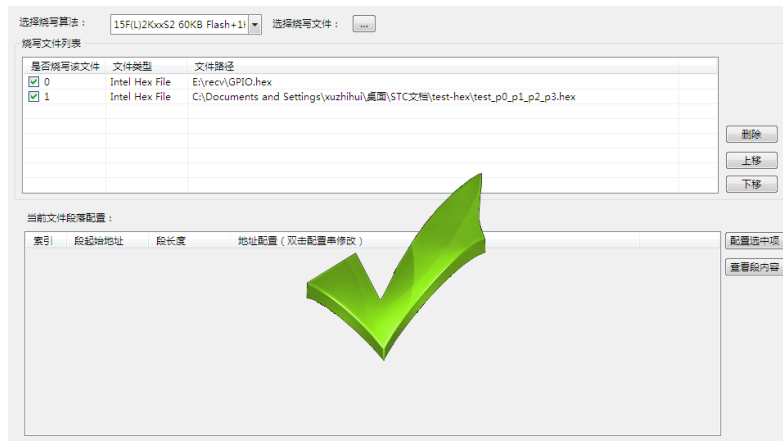 选择烧写算法： 15F(L)2KxxS2 60KB Flash+1 选择烧写文件： ...
烧写文件列表
是否烧写该文件 文件类型 文件路径
0 Intel Hex File E:\recv\GPIO.hex
1 Intel Hex File C:\Documents and Settings\xuzhihui\桌面\STC文档\test-hex\test_p0_p1_p2_p3.hex
删除
上移
下移
当前文件段落配置：
索引 段起始地址 段长度 地址配置（双击配置串修改）
配置选中项
查看段内容